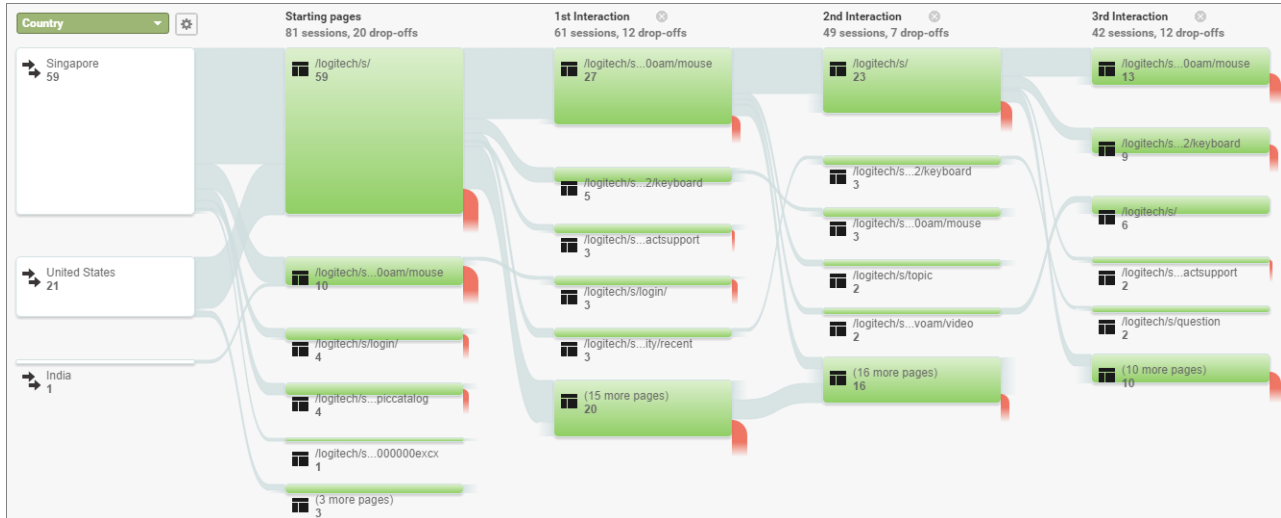 Country
Starting pages
81 sessions, 20 drop-offs
1st Interaction
61 sessions, 12 drop-offs
2nd Interaction
49 sessions, 7 drop-offs
3rd Interaction
42 sessions, 12 drop-offs
Singapore
59
United States
21
India
1
/logitech/s/
59
/logitech/s...0oam/mouse
10
/logitech/s/login/
4
/logitech/s...piccatalog
4
/logitech/s...000000excx
1
(3 more pages)
3
/logitech/s...0oam/mouse
27
/logitech/s...2/keyboard
5
/logitech/s...actsupport
3
/logitech/s/login/
3
/logitech/s...ity/recent
3
(15 more pages)
20
/logitech/s/
23
/logitech/s...2/keyboard
3
/logitech/s...0oam/mouse
3
/logitech/s/topic
2
/logitech/s...voam/video
2
(16 more pages)
16
/logitech/s...0oam/mouse
13
/logitech/s...2/keyboard
9
/logitech/s/
6
/logitech/s...actsupport
2
/logitech/s/question
2
(10 more pages)
10